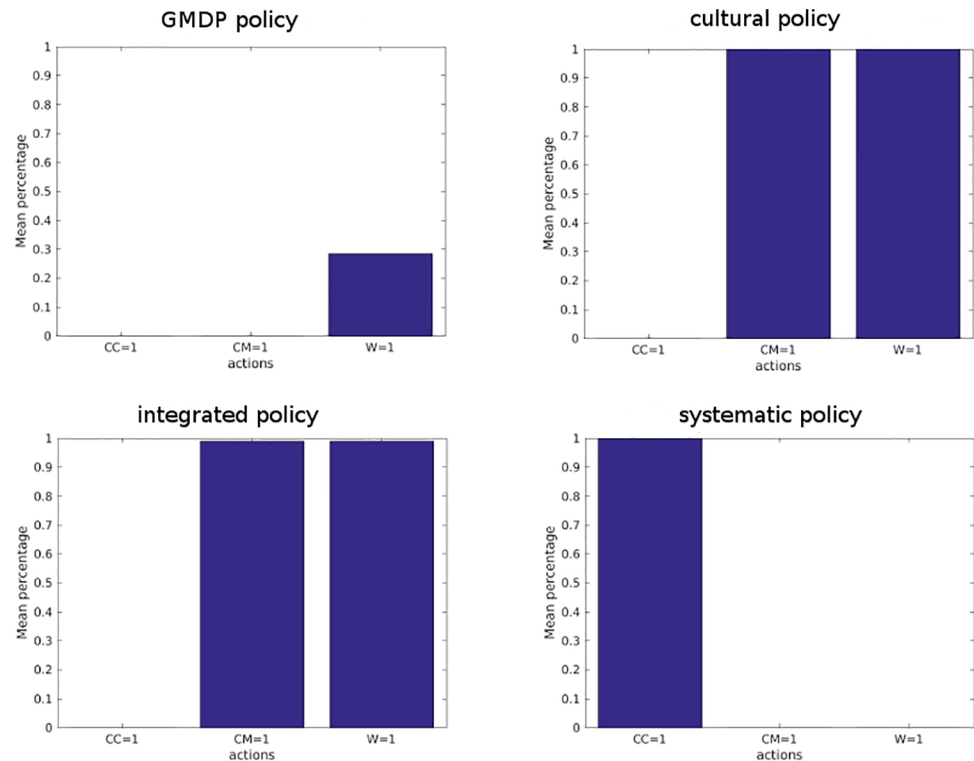 GMDP policy
1
0.9
0.8
0.7
0.6
0.5
0.4
0.3
0.2
0.1
0
Mean percentage
CC=1 CM=1 W=1
actions
cultural policy
1
0.9
0.8
0.7
0.6
0.5
0.4
0.3
0.2
0.1
0
Mean percentage
CC=1 CM=1 W=1
actions
integrated policy
1
0.9
0.8
0.7
0.6
0.5
0.4
0.3
0.2
0.1
0
Mean percentage
CC=1 CM=1 W=1
actions
systematic policy
1
0.9
0.8
0.7
0.6
0.5
0.4
0.3
0.2
0.1
0
Mean percentage
CC=1 CM=1 W=1
actions